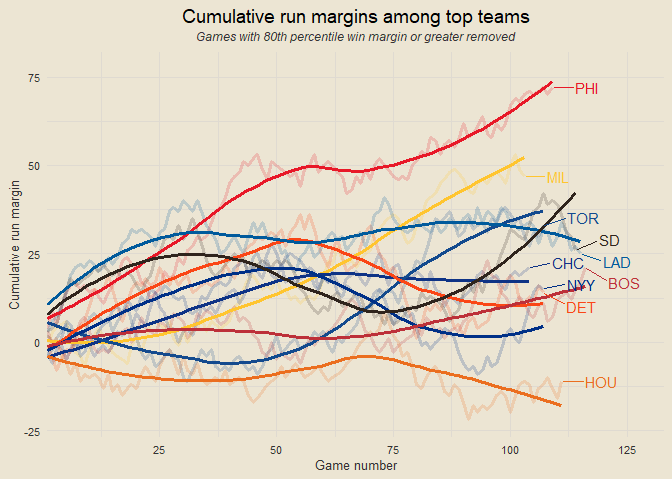 Cumulative run margins among top teams
Games with 80th percentile win margin or greater removed
75
PHI
50
MIL
TOR
SD
25
LAD
CHC
BOS
NYY
DET
0
HOU
-25
25
50
75
100
125
Game number
Cumulative run margin